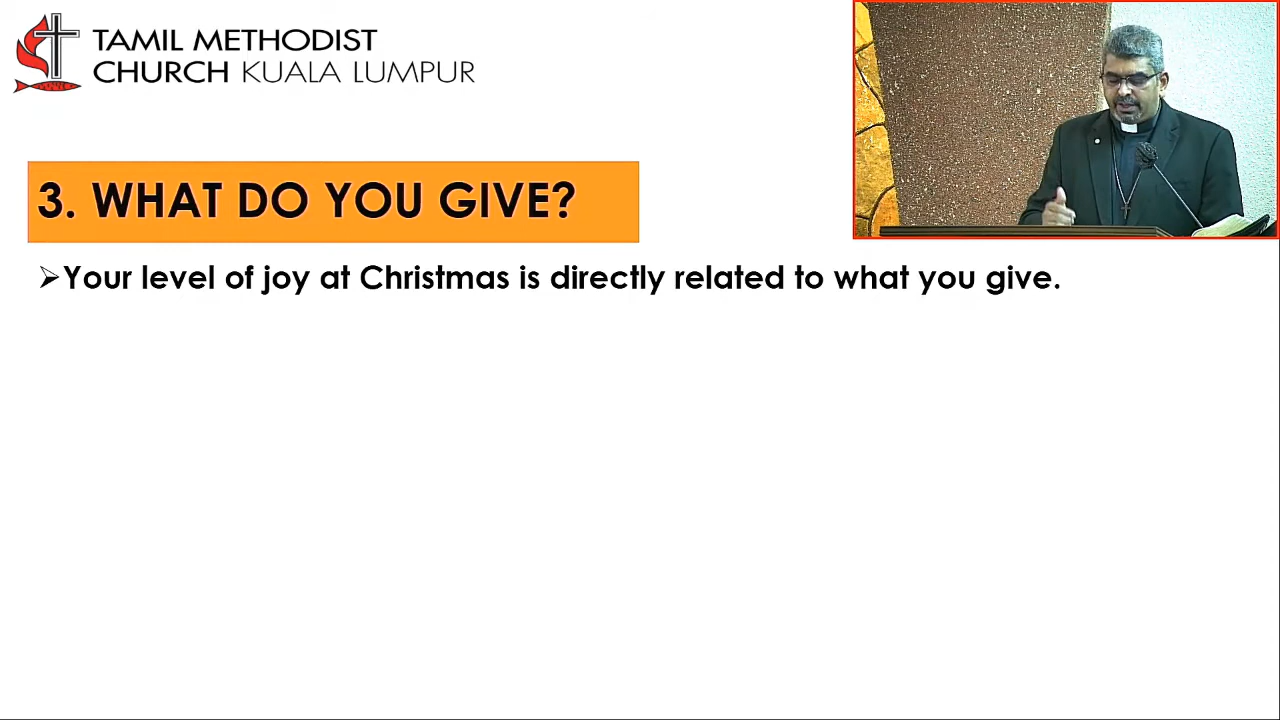 TAMIL METHODIST
CHURCH KUALA LUMPUR
3. WHAT DO YOU GIVE?
➢Your level of joy at Christmas is directly related to what you give.